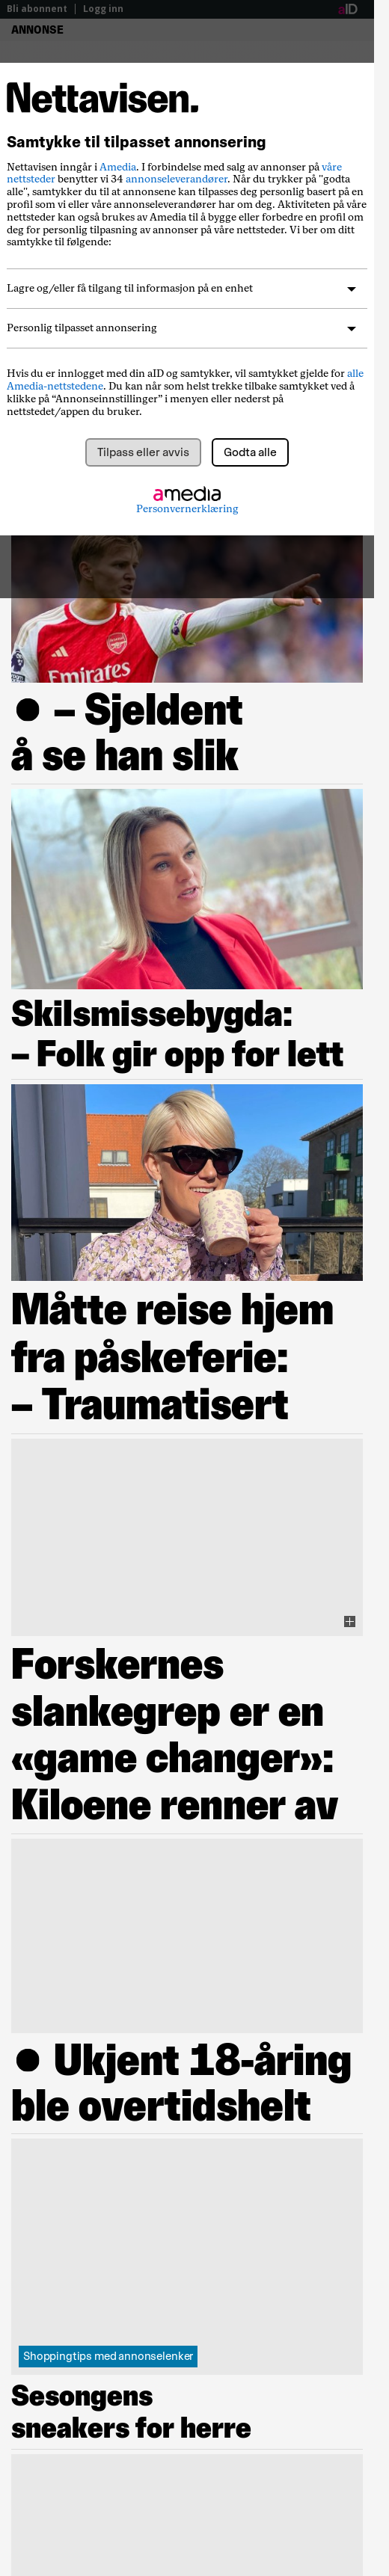 Bli abonnent | Logg inn
aID
ANNONSE
Nettavisen.
Samtykke til tilpasset annonsering
Nettavisen inngår i Amedia. I forbindelse med salg av annonser på våre
nettsteder benytter vi 34 annonseleverandører. Når du trykker på "godta
alle", samtykker du til at annonsene kan tilpasses deg personlig basert på en
profil som vi eller våre annonseleverandører har om deg. Aktiviteten på våre
nettsteder kan også brukes av Amedia til å bygge eller forbedre en profil om
deg for personlig tilpasning av annonser på våre nettsteder. Vi ber om ditt
samtykke til følgende:
Lagre og/eller få tilgang til informasjon på en enhet
Personlig tilpasset annonsering
Hvis du er innlogget med din aID og samtykker, vil samtykket gjelde for alle
Amedia-nettstedene. Du kan når som helst trekke tilbake samtykket ved å
klikke på “Annonseinnstillinger” i menyen eller nederst på
nettstedet/appen du bruker.
Tilpass eller avvis
Godta alle
amedia
Personvernerklæring
Emirates
● – Sjeldent
å se han slik
Skilsmissebygda:
– Folk gir opp for lett
Måtte reise hjem
fra påskeferie:
– Traumatisert
Forskernes
slankegrep er en
«game changer»:
Kiloene renner av
● Ukjent 18-åring
ble overtidshelt
Shoppingtips med annonselenker
Sesongens
sneakers for herre